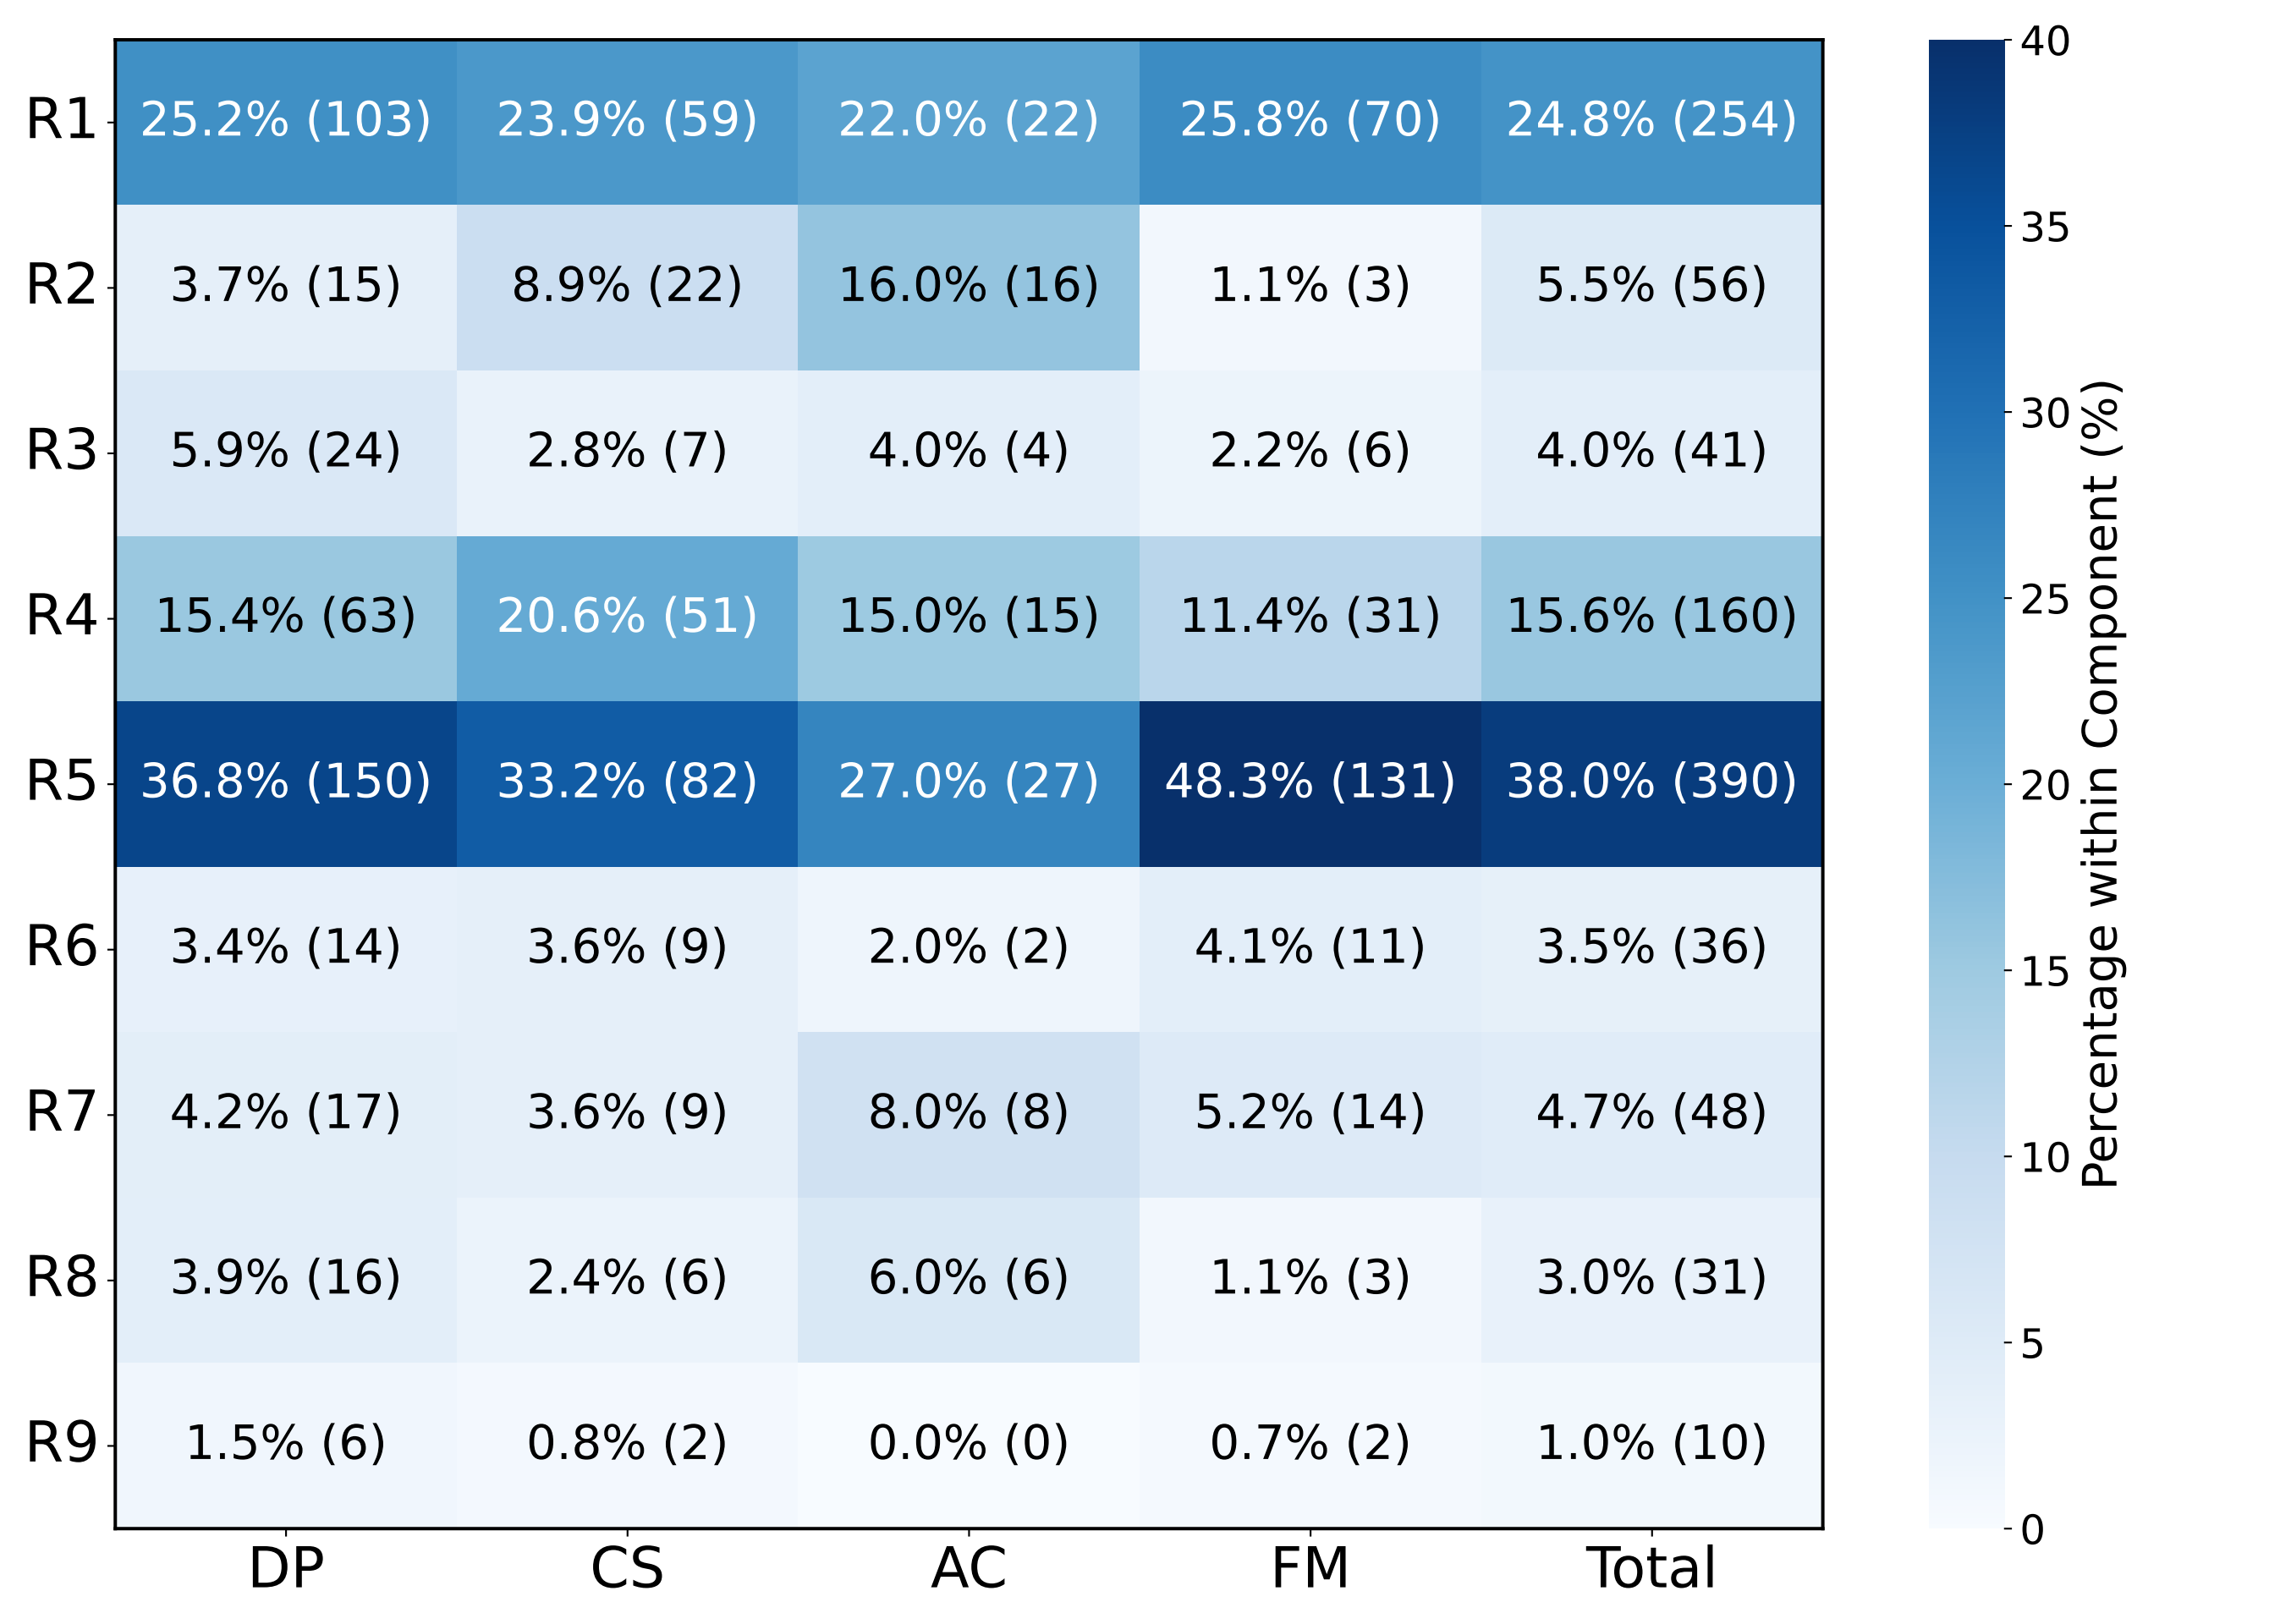 R1 25.2% (103) 23.9% (59) 22.0% (22) 25.8% (70) 24.8% (254)
R2 3.7% (15) 8.9% (22) 16.0% (16) 1.1% (3) 5.5% (56)
R3 5.9% (24) 2.8% (7) 4.0% (4) 2.2% (6) 4.0% (41)
R4 15.4% (63) 20.6% (51) 15.0% (15) 11.4% (31) 15.6% (160)
R5 36.8% (150) 33.2% (82) 27.0% (27) 48.3% (131) 38.0% (390)
R6 3.4% (14) 3.6% (9) 2.0% (2) 4.1% (11) 3.5% (36)
R7 4.2% (17) 3.6% (9) 8.0% (8) 5.2% (14) 4.7% (48)
R8 3.9% (16) 2.4% (6) 6.0% (6) 1.1% (3) 3.0% (31)
R9 1.5% (6) 0.8% (2) 0.0% (0) 0.7% (2) 1.0% (10)
DP CS AC FM Total
40
35
30
25
20
15
10
5
0
Percentage within Component (%)